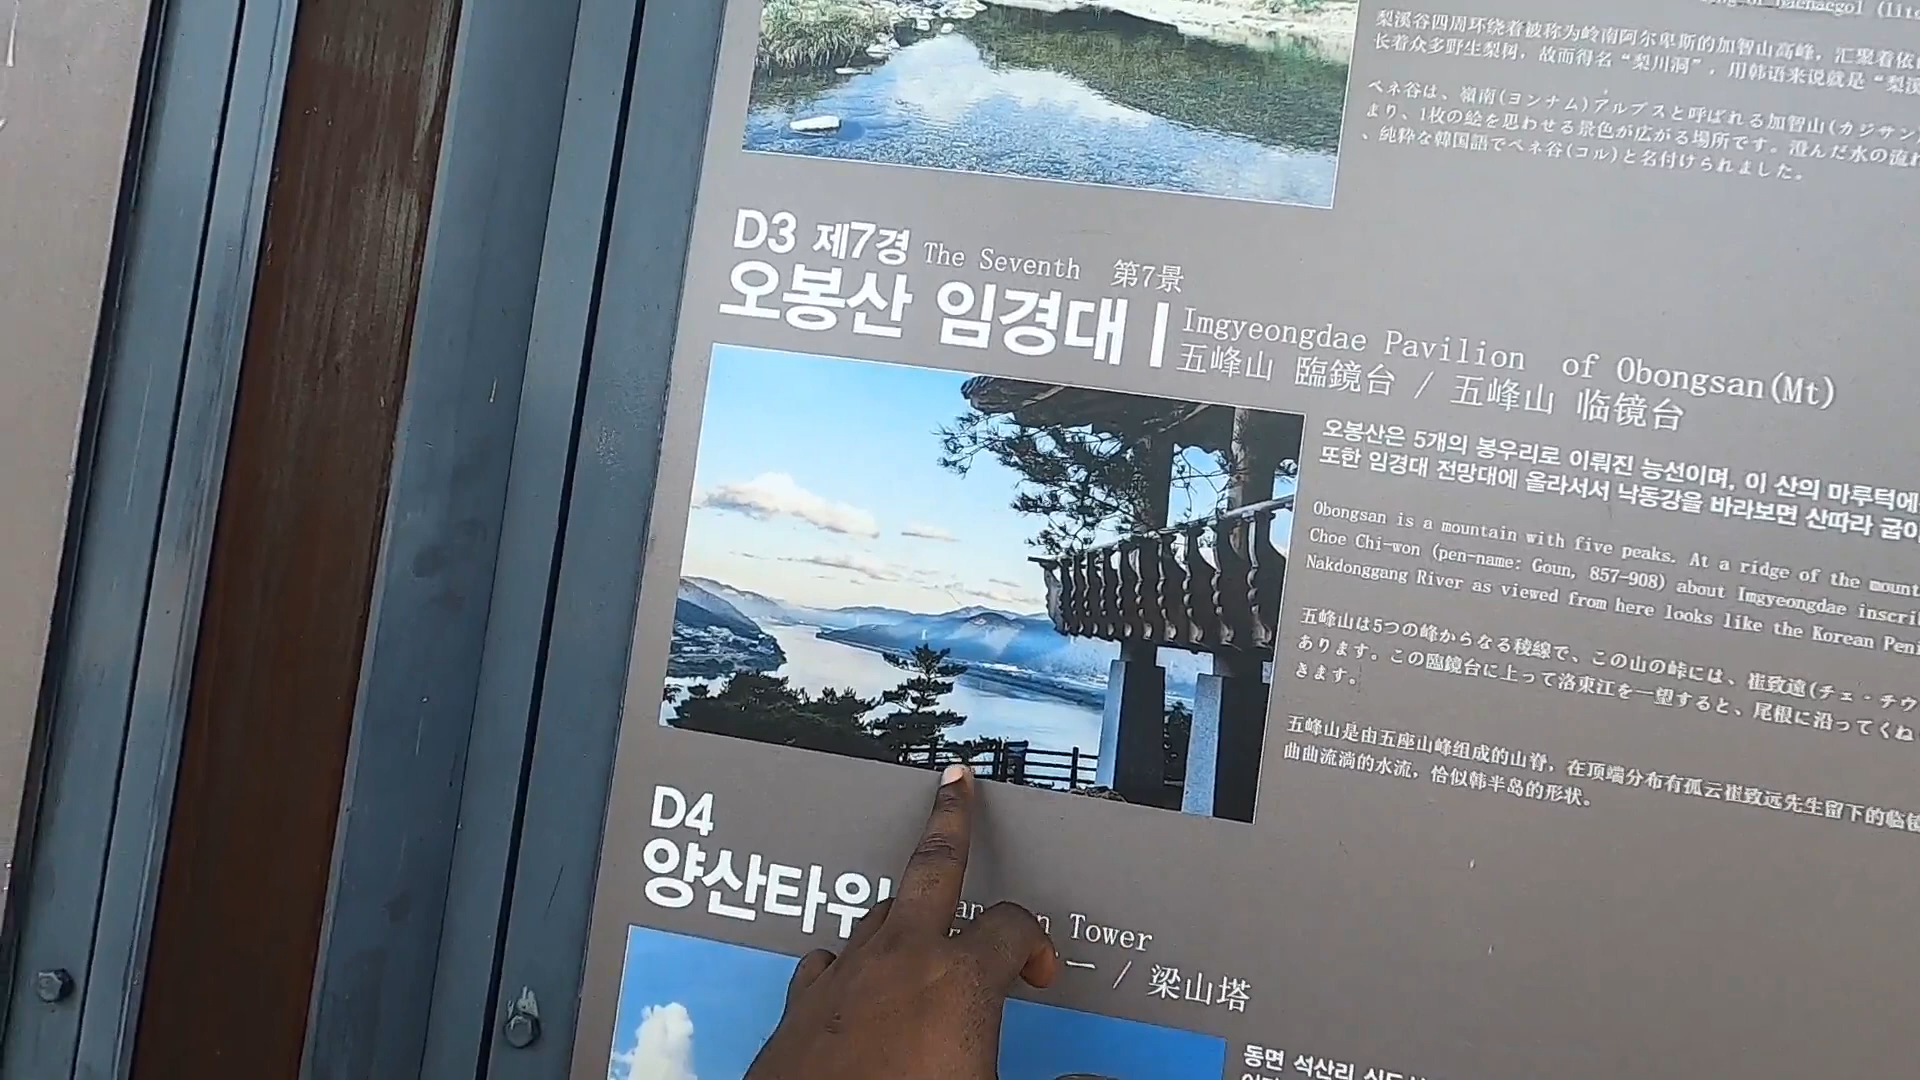 梨溪谷四周环绕着被称为岭南阿尔卑斯的加智山高峰，汇聚着依
长着众多野生梨树，故而得名“梨川洞”，用韩语来说就是“梨溪
ベネ谷は、嶺南(ヨンナム)アルプスと呼ばれる加智山(カジサン)
まり、1枚の絵を思わせる景色が広がる場所です。澄んだ水の流れ
、純粋な韓国語でベネ谷(コル)と名付けられました。
D3 제7경 The Seventh 第7景
오봉산 임경대 | Imgyeongdae Pavilion of Obongsan(Mt)
五峰山 臨鏡台 / 五峰山 临镜台
오봉산은 5개의 봉우리로 이뤄진 능선이며, 이 산의 마루턱에
또한 임경대 전망대에 올라서서 낙동강을 바라보면 산따라 굽이
Obongsan is a mountain with five peaks. At a ridge of the mount
Choe Chi-won (pen-name: Goun, 857-908) about Imgyeongdae inscri
Nakdonggang River as viewed from here looks like the Korean Peni
五峰山は5つの峰からなる稜線で、この山の峠には、崔致遠(チェ・チウ
あります。この臨鏡台に上って洛東江を一望すると、尾根に沿ってくね
きます。
五峰山是由五座山峰组成的山脊，在顶端分布有孤云崔致远先生留下的临镜
曲曲流淌的水流，恰似韩半岛的形状。
D4
양산타워
Tower
/ 梁山塔
동면 석산리